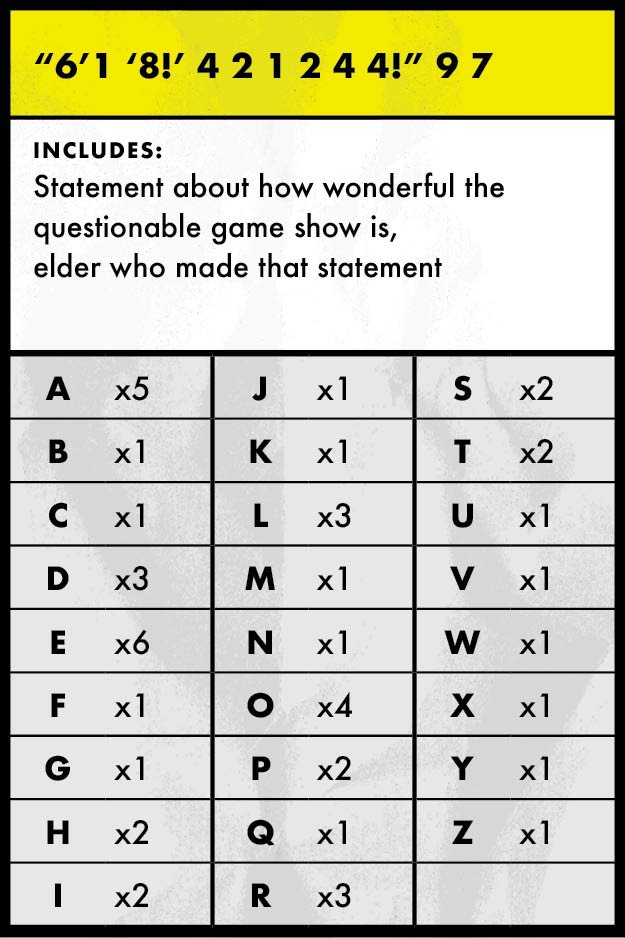 “6’1 ‘8!’ 4 2 1 2 4 4!” 9 7
INCLUDES:
Statement about how wonderful the
questionable game show is,
elder who made that statement
A x5 J x1 S x2
B x1 K x1 T x2
C x1 L x3 U x1
D x3 M x1 V x1
E x6 N x1 W x1
F x1 O x4 X x1
G x1 P x2 Y x1
H x2 Q x1 Z x1
I x2 R x3